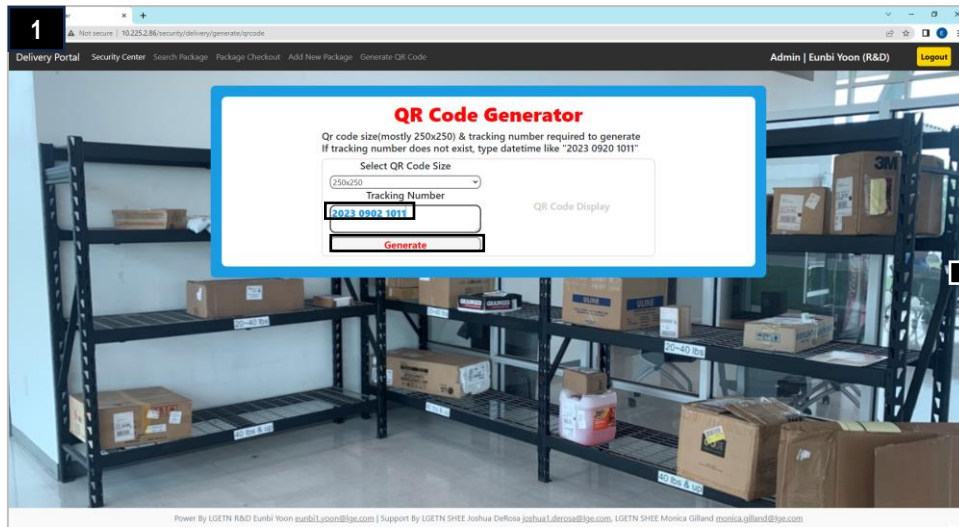 1
Not secure | 10.225.2.86/security/delivery/generate/qrcode
Delivery Portal Security Center Search Package Package Checkout Add New Package Generate QR Code Admin | Eunbi Yoon (R&D) Logout
QR Code Generator
Qr code size(mostly 250x250) & tracking number required to generate
If tracking number does not exist, type datetime like "2023 0920 1011"
Select QR Code Size
250x250
Tracking Number
2023 0902 1011
QR Code Display
Generate
3M
ULINE
ULINE
GRAINGER
GRAINGER
20~40 lbs
20~40 lbs
40 lbs & up
40 lbs & up
Power By LGETN R&D Eunbi Yoon eunbi1.yoon@lge.com | Support By LGETN SHEE Joshua DeRosa joshua1.derosa@lge.com, LGETN SHEE Monica Gilland monica.gilland@lge.com